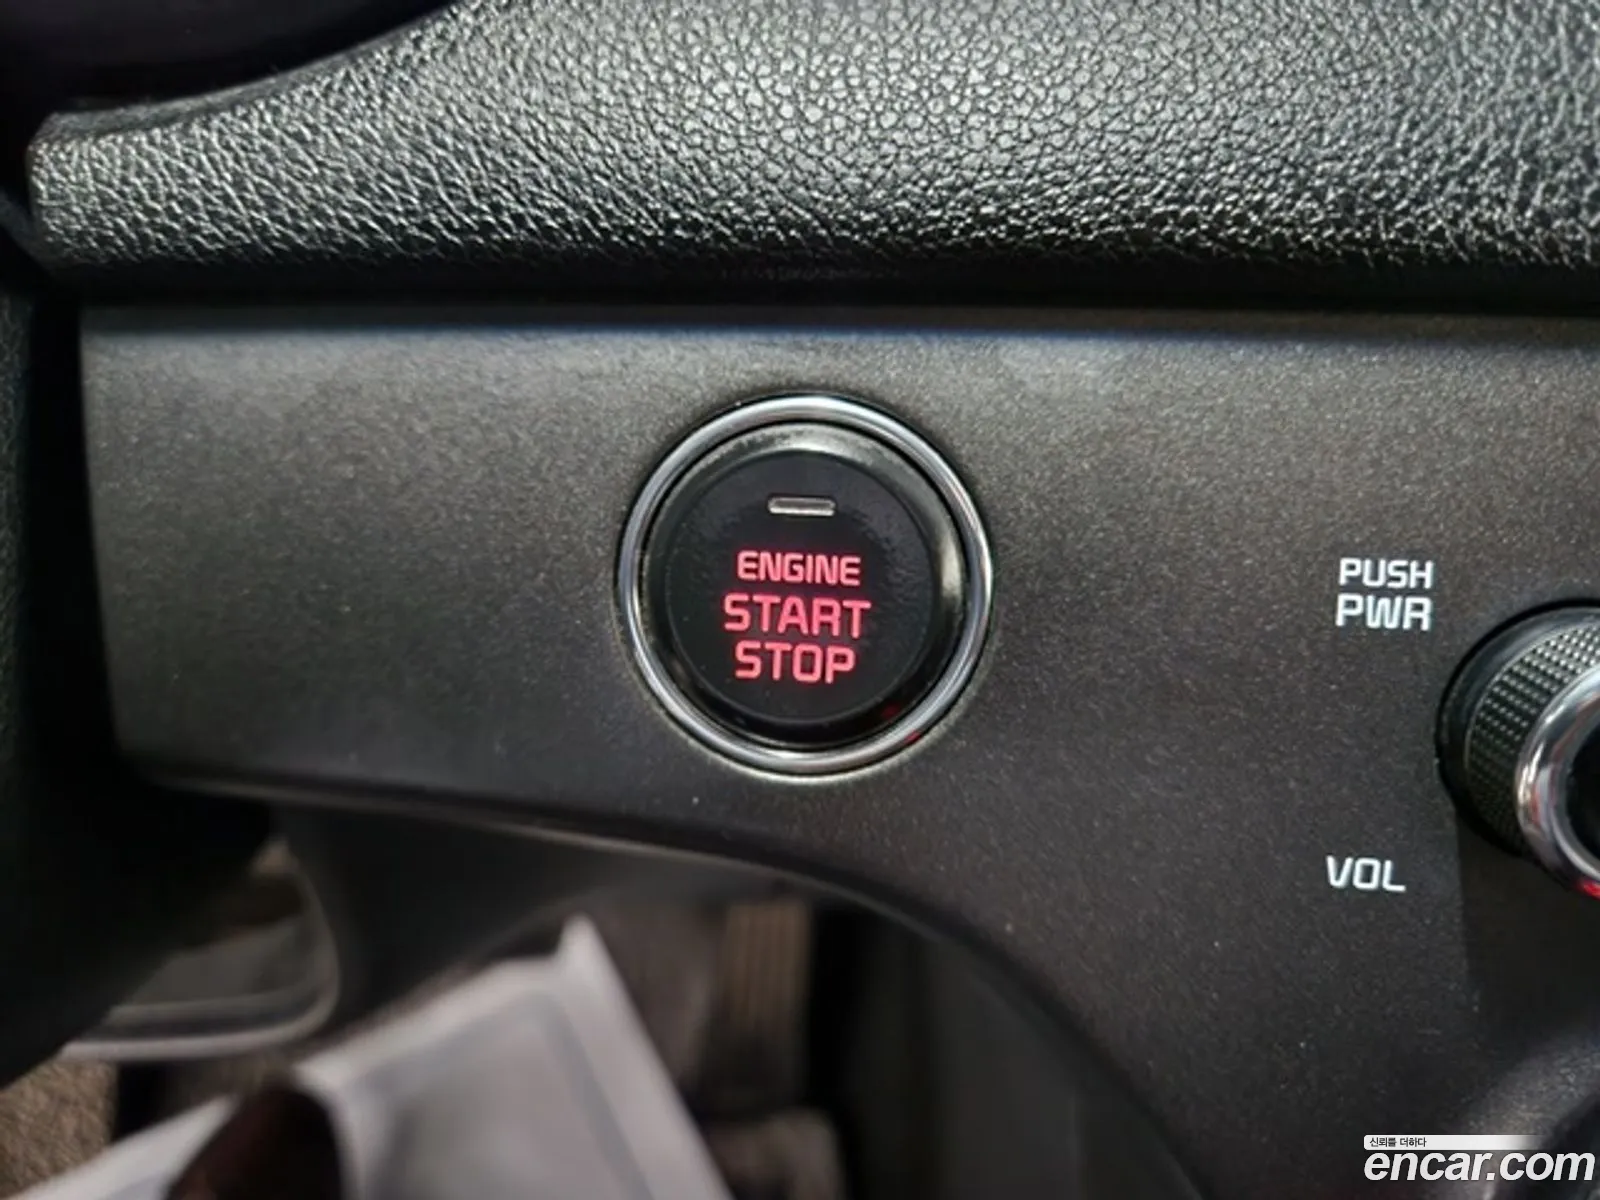 ENGINE
START
STOP
PUSH
PWR
VOL
신뢰를 더하다
encar.com